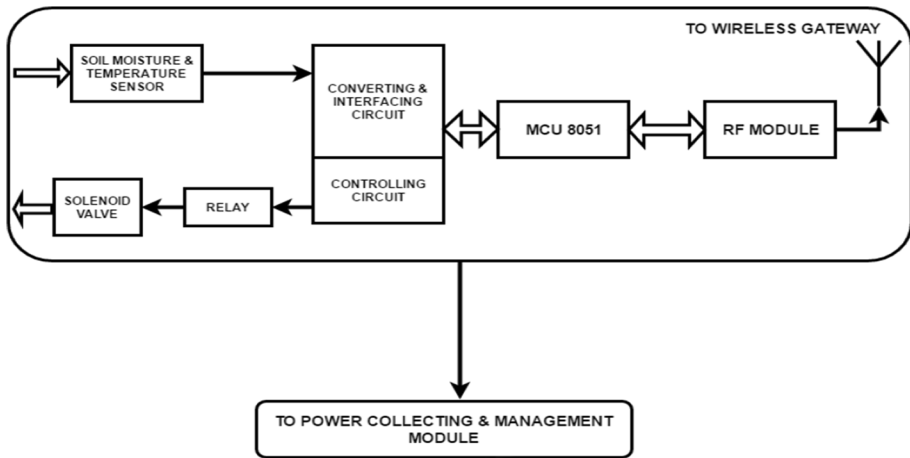 TO WIRELESS GATEWAY
SOIL MOISTURE &
TEMPERATURE
SENSOR
CONVERTING &
INTERFACING
CIRCUIT
MCU 8051
RF MODULE
CONTROLLING
CIRCUIT
RELAY
SOLENOID
VALVE
TO POWER COLLECTING & MANAGEMENT
MODULE